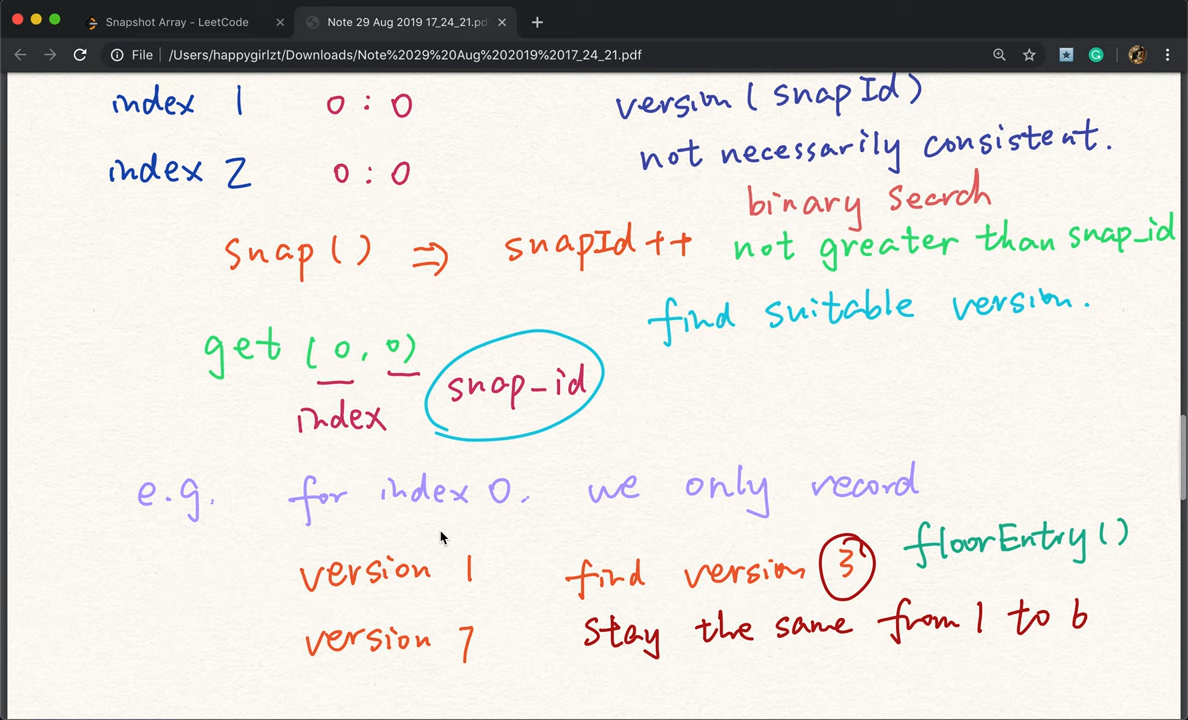 Snapshot Array - LeetCode
Note 29 Aug 2019 17_24_21.pd
File /Users/happygirlzt/Downloads/Note%2029%20Aug%202019%2017_24_21.pdf
index 1 0 : 0 version ( snapId )
index 2 0 : 0 not necessarily consistent.
binary search
snap() ⇒ snapId++ not greater than snap_id
find suitable version.
get (0, 0)
snap_id
index
e.g. for index 0. we only record
version 1 find version 3 floorEntry()
version 7 stay the same from 1 to 6